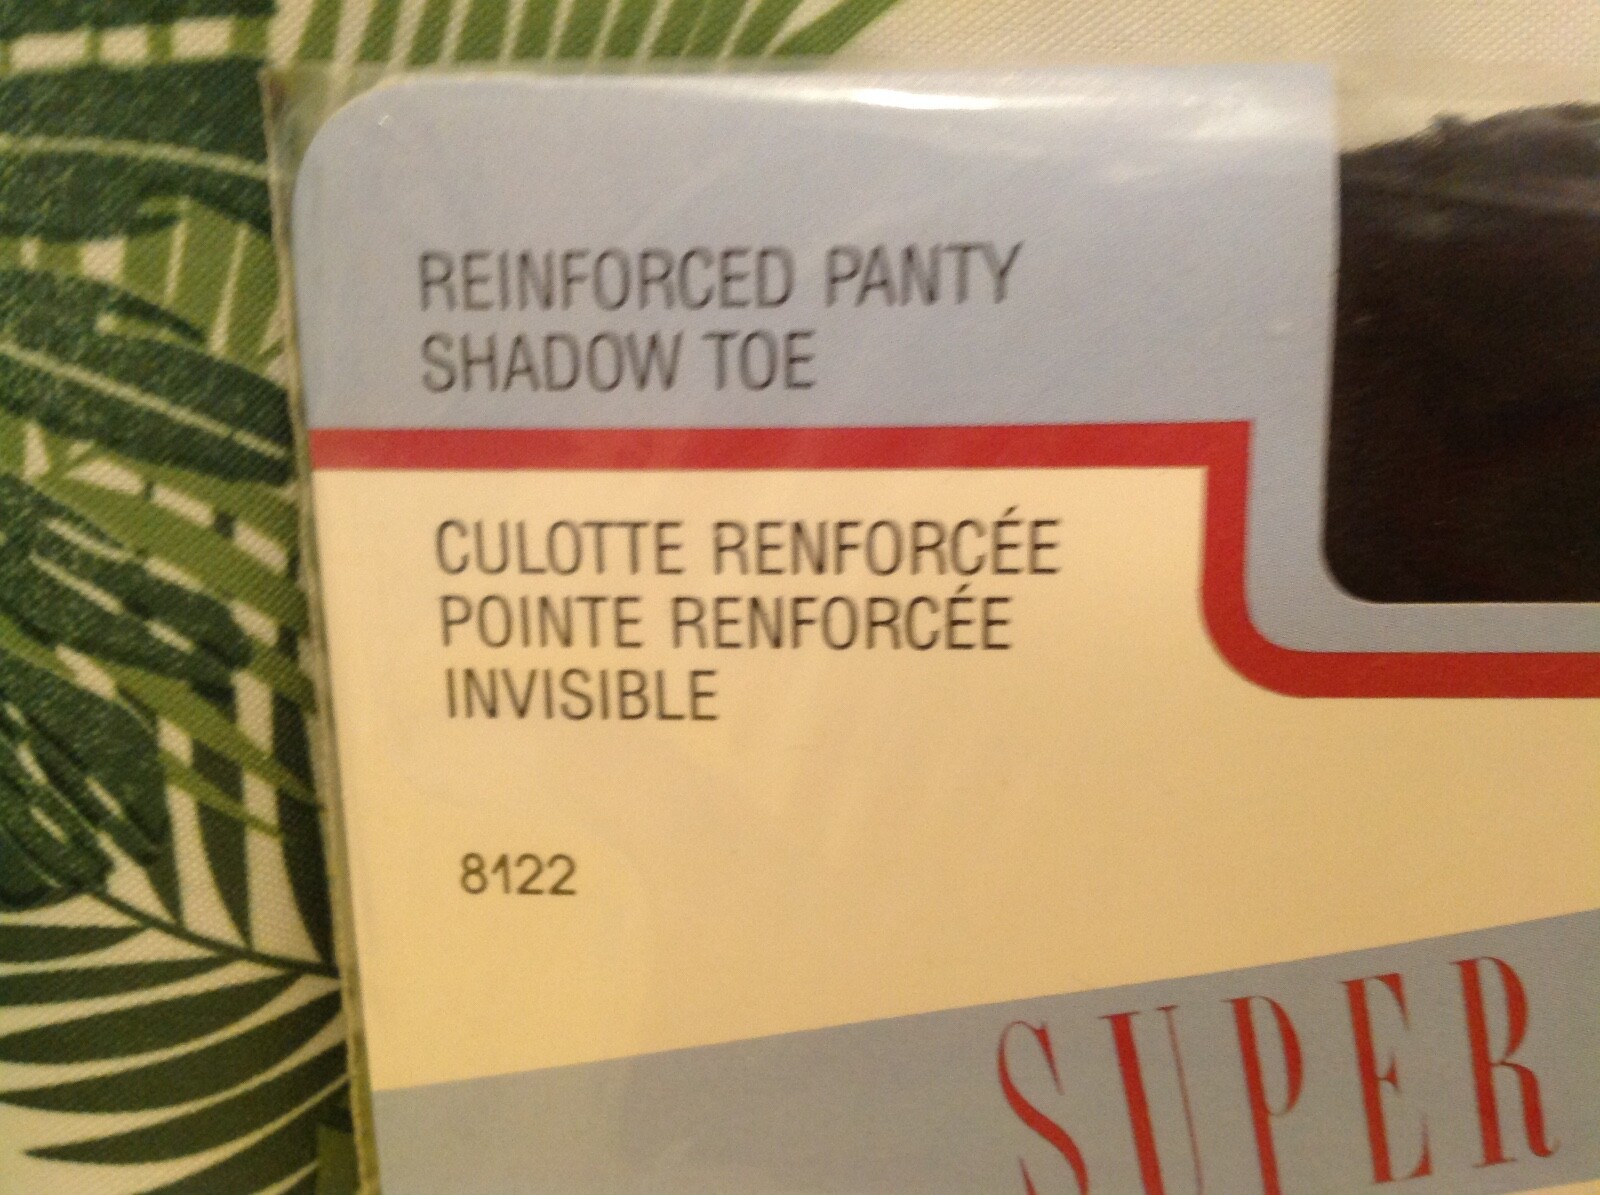 REINFORCED PANTY
SHADOW TOE
CULOTTE RENFORCÉE
POINTE RENFORCÉE
INVISIBLE
8122
SUPER